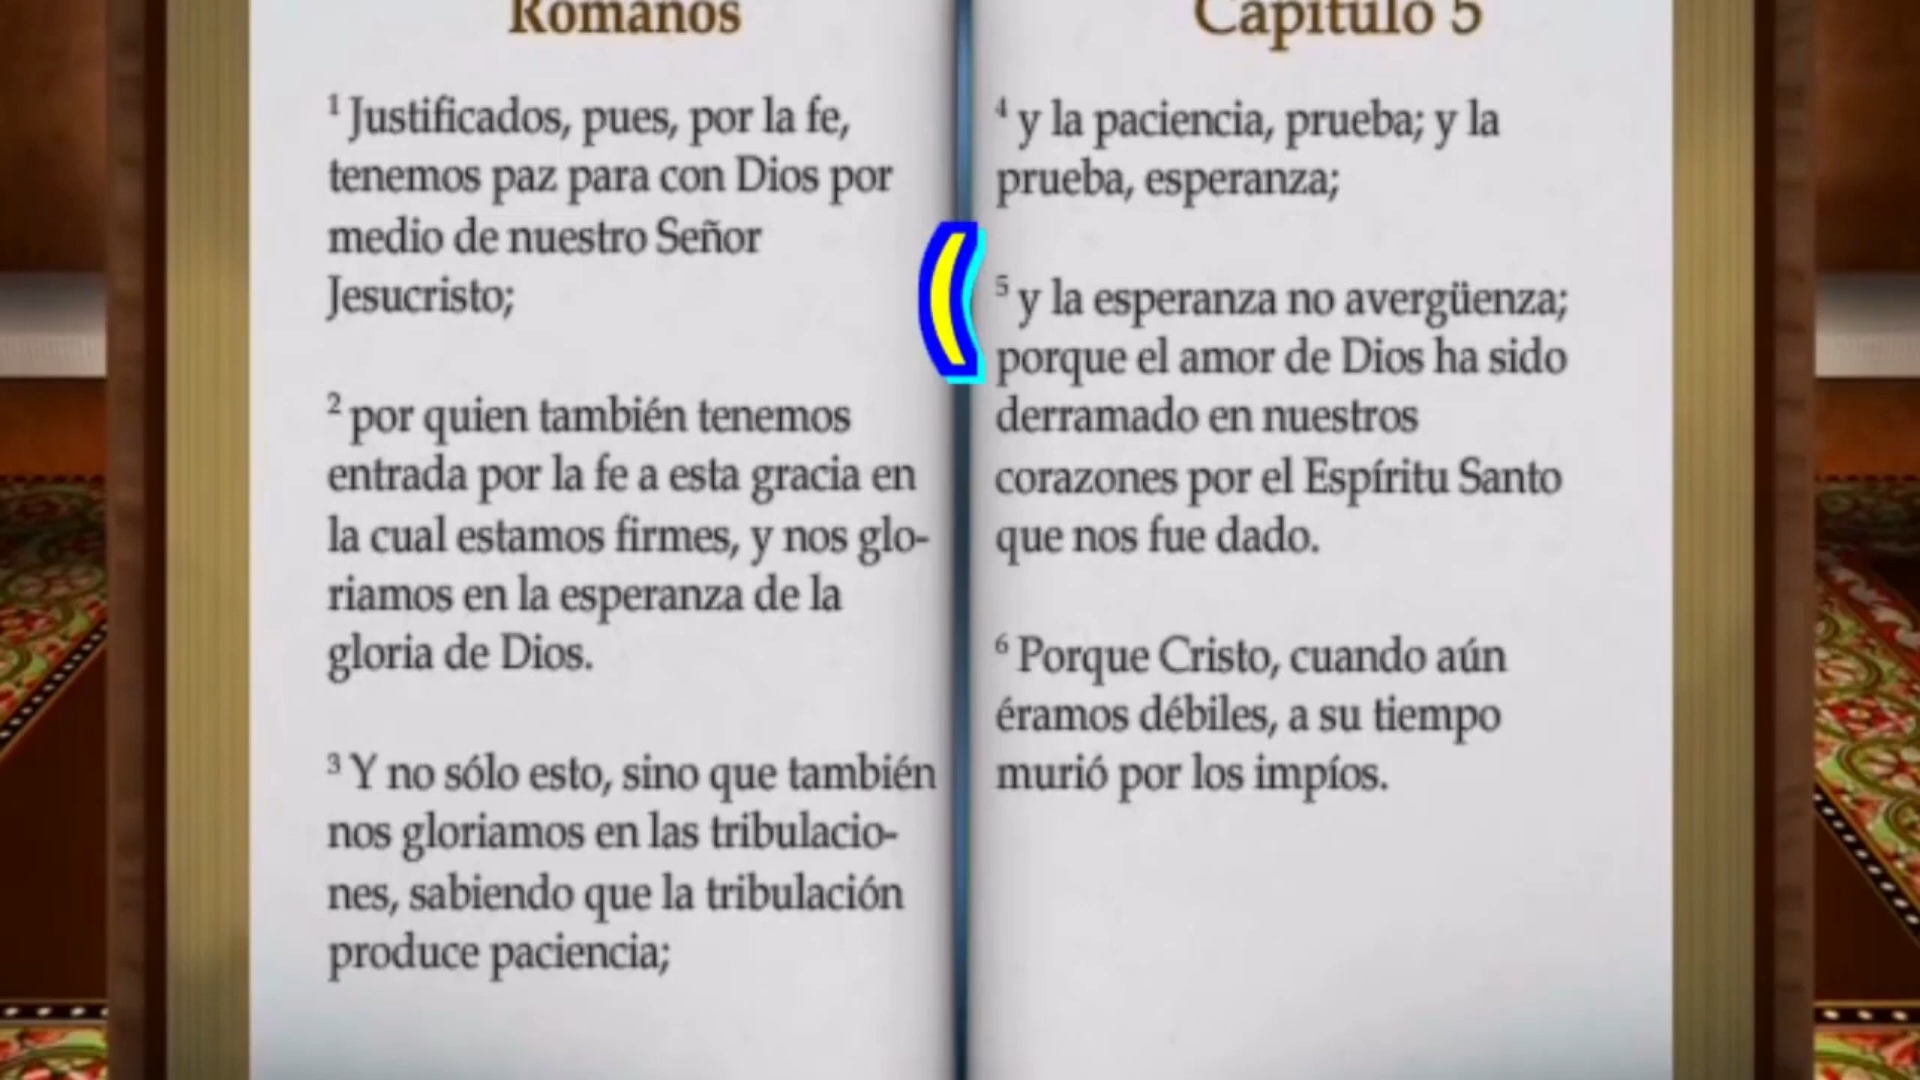 Romanos
¹ Justificados, pues, por la fe,
tenemos paz para con Dios por
medio de nuestro Señor
Jesucristo;
² por quien también tenemos
entrada por la fe a esta gracia en
la cual estamos firmes, y nos glo-
riamos en la esperanza de la
gloria de Dios.
³ Y no sólo esto, sino que también
nos gloriamos en las tribulacio-
nes, sabiendo que la tribulación
produce paciencia;
Capítulo 5
⁴ y la paciencia, prueba; y la
prueba, esperanza;
(
⁵ y la esperanza no avergüenza;
porque el amor de Dios ha sido
derramado en nuestros
corazones por el Espíritu Santo
que nos fue dado.
⁶ Porque Cristo, cuando aún
éramos débiles, a su tiempo
murió por los impíos.